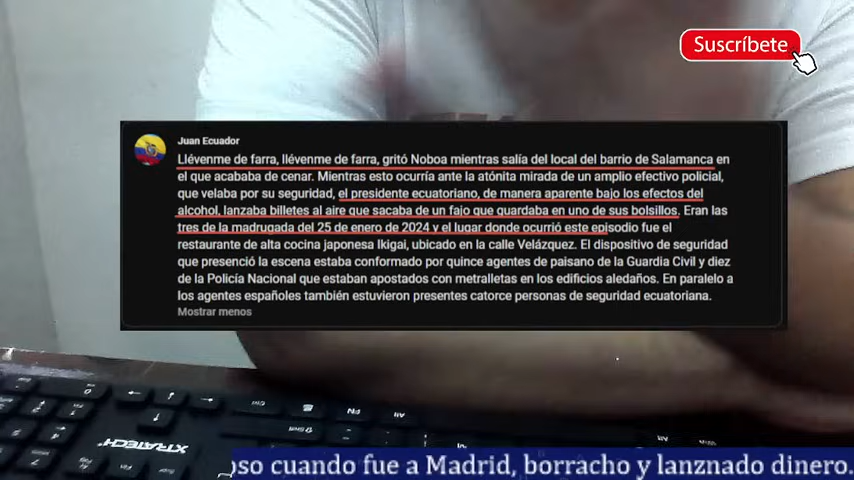 Suscríbete
Juan Ecuador
Llévenme de farra, llévenme de farra, gritó Noboa mientras salía del local del barrio de Salamanca en
el que acababa de cenar. Mientras esto ocurría ante la atónita mirada de un amplio efectivo policial,
que velaba por su seguridad, el presidente ecuatoriano, de manera aparente bajo los efectos del
alcohol, lanzaba billetes al aire que sacaba de un fajo que guardaba en uno de sus bolsillos. Eran las
tres de la madrugada del 25 de enero de 2024 y el lugar donde ocurrió este episodio fue el
restaurante de alta cocina japonesa Ikigai, ubicado en la calle Velázquez. El dispositivo de seguridad
que presenció la escena estaba conformado por quince agentes de paisano de la Guardia Civil y diez
de la Policía Nacional que estaban apostados con metralletas en los edificios aledaños. En paralelo a
los agentes españoles también estuvieron presentes catorce personas de seguridad ecuatoriana.
Mostrar menos
XTRATECH
oso cuando fue a Madrid, borracho y lanznado dinero.